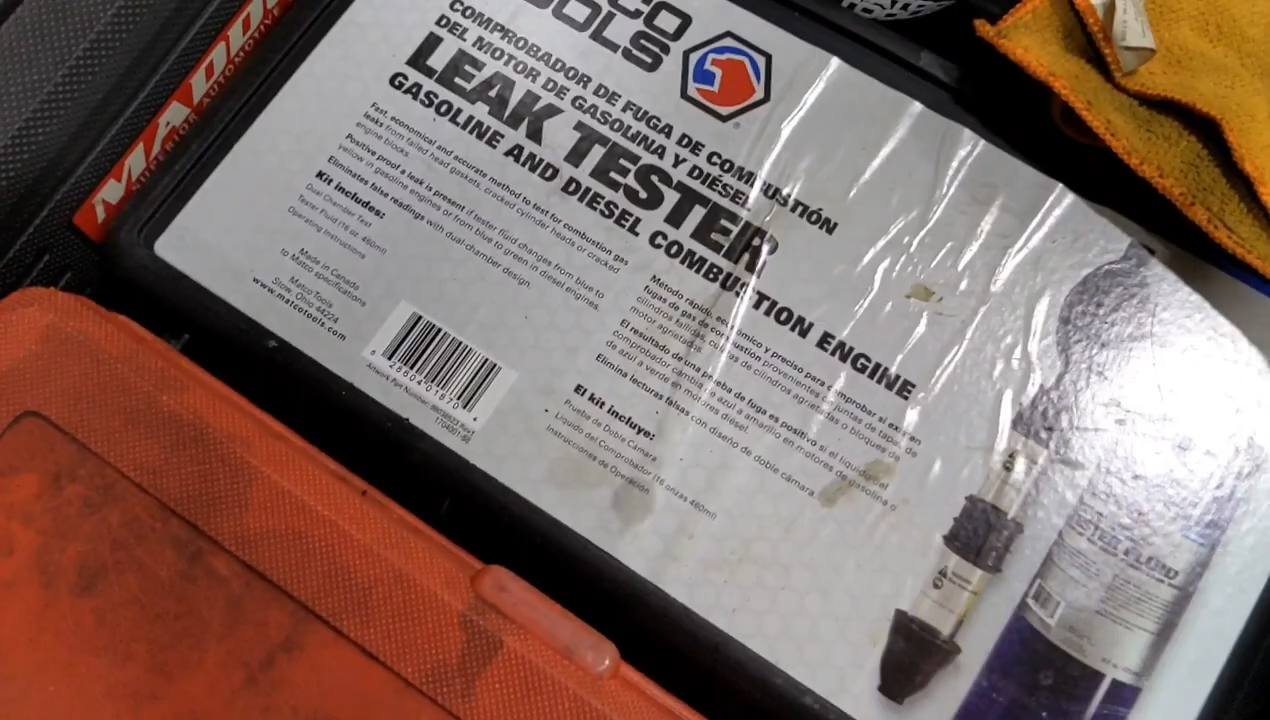 CO
OOLS
COMPROBADOR DE FUGA DE COMBUSTIÓN
DEL MOTOR DE GASOLINA Y DIÉSEL
LEAK TESTER
GASOLINE AND DIESEL COMBUSTION ENGINE
Fast, economical and accurate method to test for combustion gas
leaks from failed head gaskets, cracked cylinder heads or cracked
engine blocks.
Positive proof a leak is present if tester fluid changes from blue to
yellow in gasoline engines or from blue to green in diesel engines.
Eliminates false readings with dual-chamber design.
Kit includes:
Dual Chamber Test
Tester Fluid (16 oz. 460ml)
Operating Instructions
Made in Canada
to Matco specifications
Matco Tools
Stow, Ohio 44224
www.matcotools.com
Método rápido, económico y preciso para comprobar si existen
fugas de gas de combustión provenientes de juntas de tapa de
cilindros fallidas, culatas de cilindros agrietadas o bloques de
motor agrietados.
El resultado de una prueba de fuga es positivo si el líquido del
comprobador cambia de azul a amarillo en motores de gasolina o
de azul a verde en motores diésel.
Elimina lecturas falsas con diseño de doble cámara.
El kit incluye:
Prueba de Doble Cámara
Líquido del Comprobador (16 onzas 460ml)
Instrucciones de Operación
SUPERIOR AUTOMOTIVE